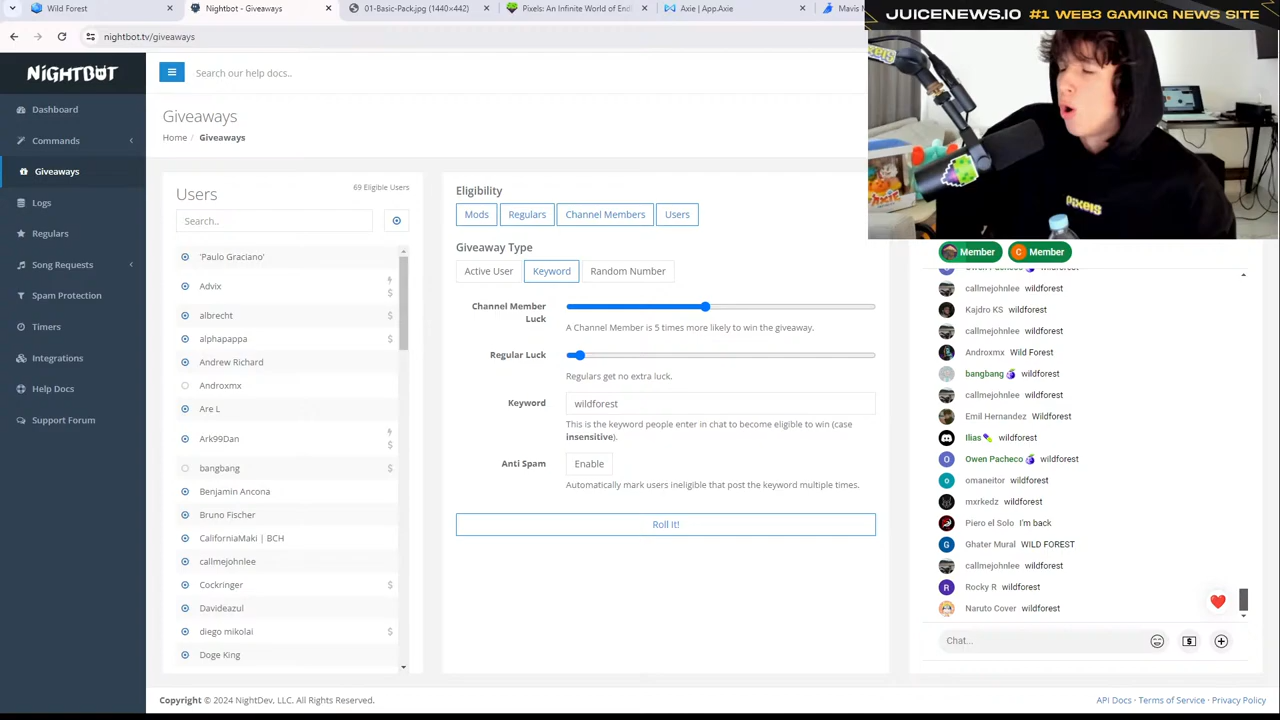 Wild Forest
Nightbot - Giveaways
01-Basic-Pack.jpg (1440×442)
Pixels: An Infinite World of End
Axie | App.Axie
Mavis M
JUICENEWS.IO #1 WEB3 GAMING NEWS SITE
nightbot.tv/giveaways
NIGHTBOT
Search our help docs..
Dashboard
Commands
Giveaways
Logs
Regulars
Song Requests
Spam Protection
Timers
Integrations
Help Docs
Support Forum
Giveaways
Home / Giveaways
Users
69 Eligible Users
Search..
'Paulo Graciano'
Advix
albrecht
alphapappa
Andrew Richard
Androxmx
Are L
Ark99Dan
bangbang
Benjamin Ancona
Bruno Fischer
CaliforniaMaki | BCH
callmejohnlee
Cockringer
Davideazul
diego mikolai
Doge King
Eligibility
Mods Regulars Channel Members Users
Giveaway Type
Active User Keyword Random Number
Channel Member
Luck
A Channel Member is 5 times more likely to win the giveaway.
Regular Luck
Regulars get no extra luck.
Keyword
wildforest
This is the keyword people enter in chat to become eligible to win (case
insensitive).
Anti Spam
Enable
Automatically mark users ineligible that post the keyword multiple times.
Roll It!
PIXELS
C
Member Member
Owen Pacheco wildforest
callmejohnlee wildforest
Kajdro KS wildforest
callmejohnlee wildforest
Androxmx Wild Forest
bangbang wildforest
callmejohnlee wildforest
Emil Hernandez Wildforest
Ilias wildforest
O Owen Pacheco wildforest
o omaneitor wildforest
mxrkedz wildforest
Piero el Solo I'm back
G Ghater Mural WILD FOREST
callmejohnlee wildforest
R Rocky R wildforest
Naruto Cover wildforest
Chat...
Copyright © 2024 NightDev, LLC. All Rights Reserved.
API Docs · Terms of Service · Privacy Policy